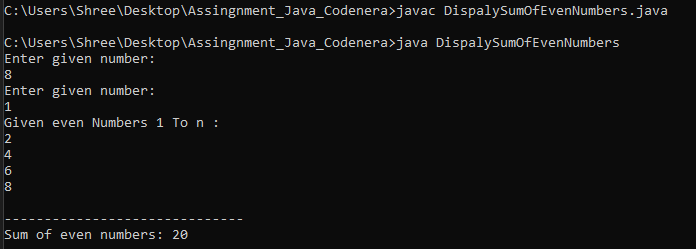 C:\Users\Shree\Desktop\Assingnment_Java_Codenera>javac DispalySumOfEvenNumbers.java
C:\Users\Shree\Desktop\Assingnment_Java_Codenera>java DispalySumOfEvenNumbers
Enter given number:
8
Enter given number:
1
Given even Numbers 1 To n :
2
4
6
8
------------------------------
Sum of even numbers: 20